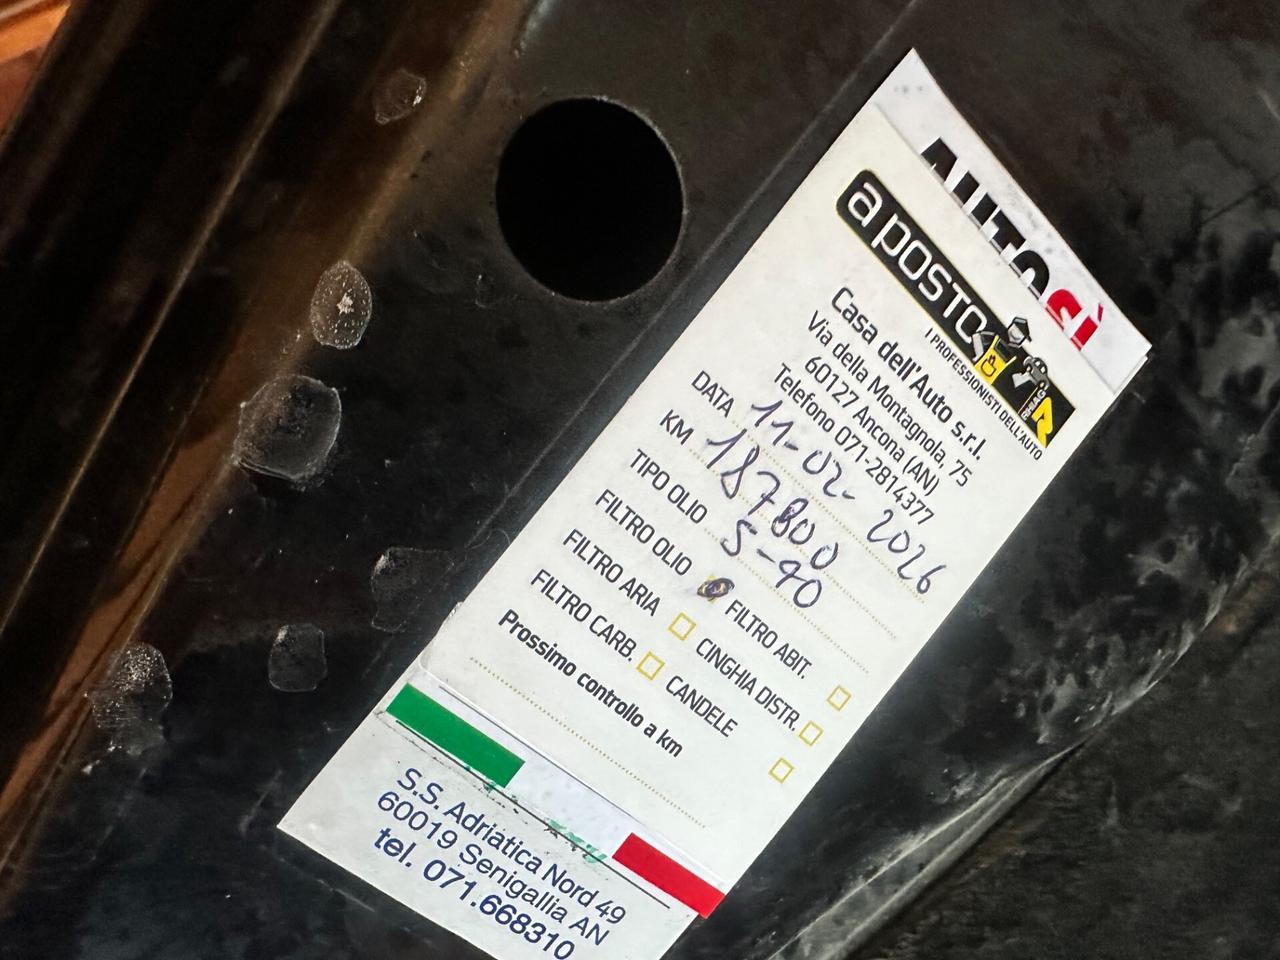 AUTOSÌ
a POSTO
RHIAG
I PROFESSIONISTI DELL'AUTO
Casa dell'Auto s.r.l.
Via della Montagnola, 75
60127 Ancona (AN)
Telefono 071-2814377
DATA 11-02-2026
KM 187800
TIPO OLIO 5-40
FILTRO OLIO FILTRO ABIT.
FILTRO ARIA CINGHIA DISTR.
FILTRO CARB. CANDELE
Prossimo controllo a km
S.S. Adriatica Nord 49
60019 Senigallia AN
tel. 071.668310